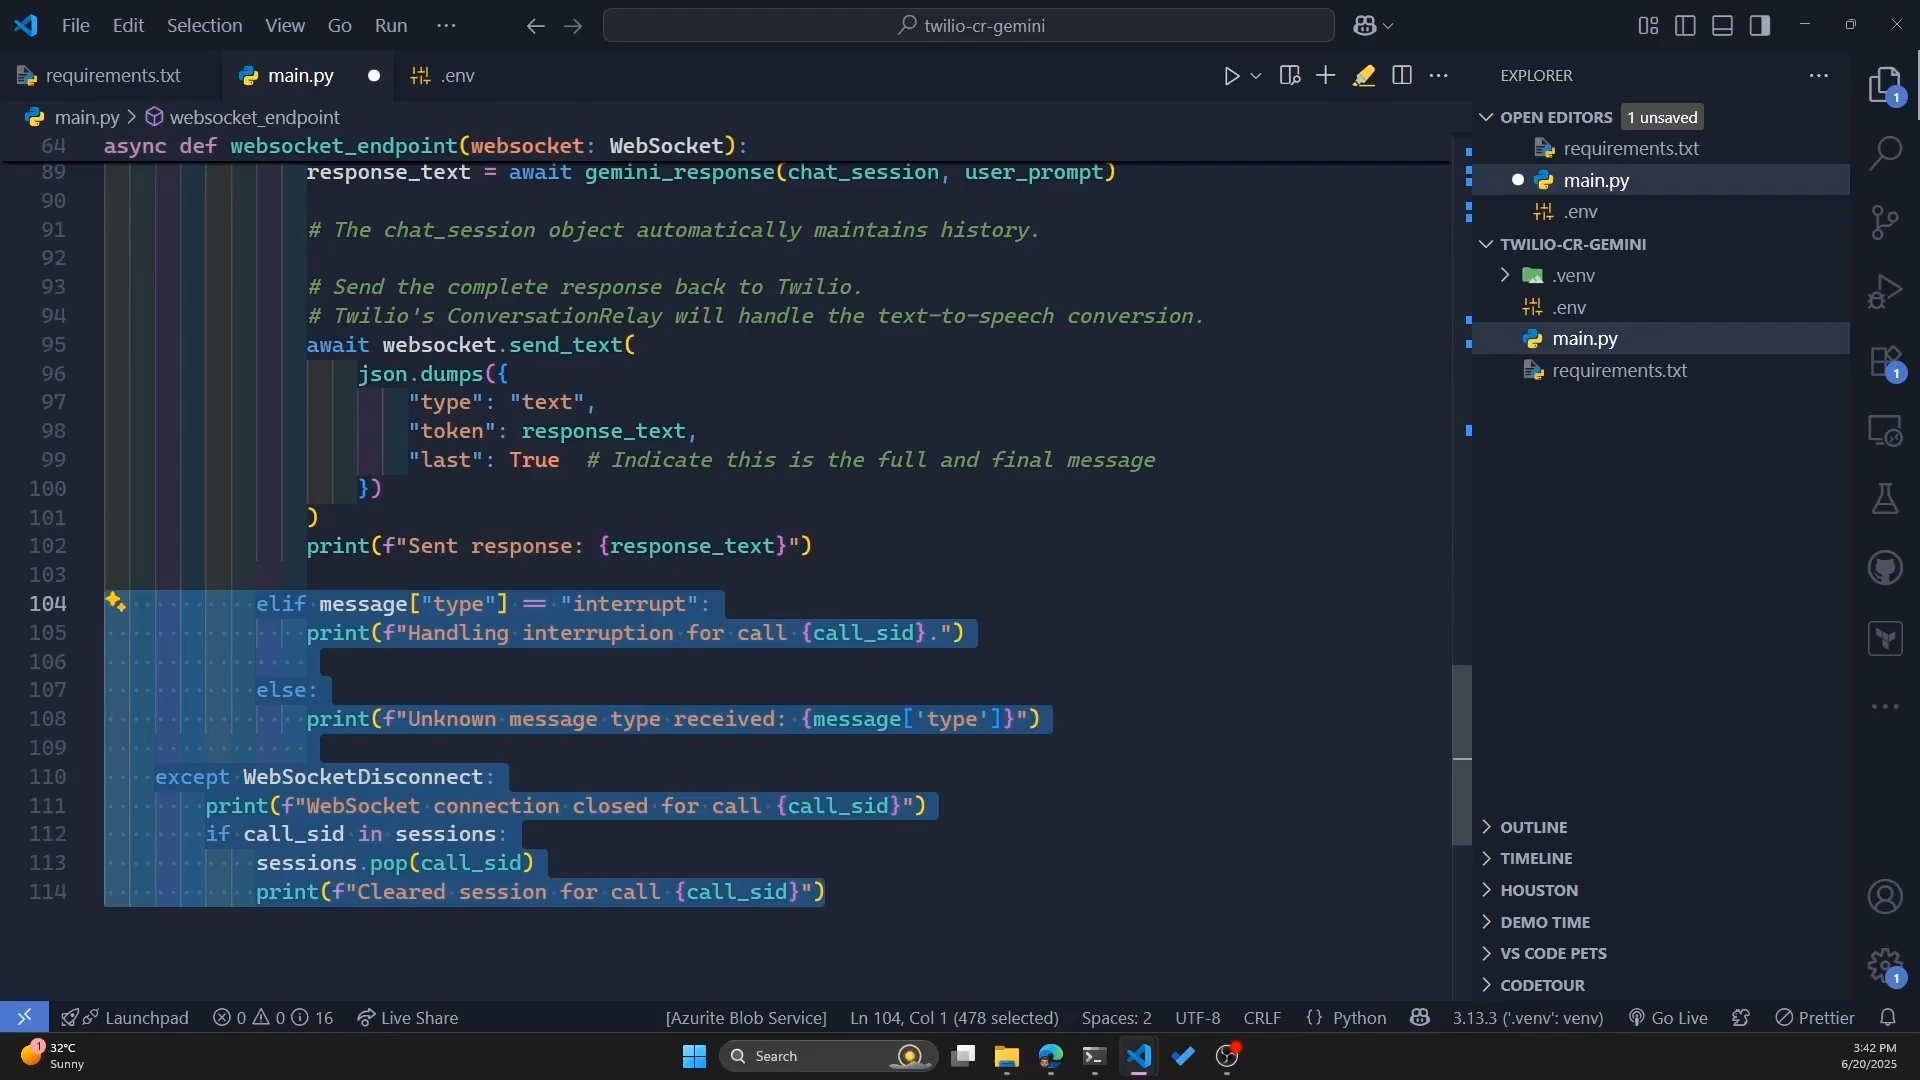 File Edit Selection View Go Run ···
twilio-cr-gemini
requirements.txt
main.py
.env
main.py > websocket_endpoint
64 async def websocket_endpoint(websocket: WebSocket):
89 response_text = await gemini_response(chat_session, user_prompt)
90
91 # The chat_session object automatically maintains history.
92
93 # Send the complete response back to Twilio.
94 # Twilio's ConversationRelay will handle the text-to-speech conversion.
95 await websocket.send_text(
96 json.dumps({
97 "type": "text",
98 "token": response_text,
99 "last": True # Indicate this is the full and final message
100 })
101 )
102 print(f"Sent response: {response_text}")
103
104 elif message["type"] == "interrupt":
105 print(f"Handling interruption for call {call_sid}.")
106
107 else:
108 print(f"Unknown message type received: {message['type']}")
109
110 except WebSocketDisconnect:
111 print(f"WebSocket connection closed for call {call_sid}")
112 if call_sid in sessions:
113 sessions.pop(call_sid)
114 print(f"Cleared session for call {call_sid}")
EXPLORER
OPEN EDITORS 1 unsaved
requirements.txt
main.py
.env
TWILIO-CR-GEMINI
.venv
.env
main.py
requirements.txt
OUTLINE
TIMELINE
HOUSTON
DEMO TIME
VS CODE PETS
CODETOUR
1
1
1
Launchpad 0 0 16 Live Share [Azurite Blob Service] Ln 104, Col 1 (478 selected) Spaces: 2 UTF-8 CRLF {} Python 3.13.3 ('.venv': venv) Go Live Prettier
1
32°C
Sunny
Search
3:42 PM
6/20/2025